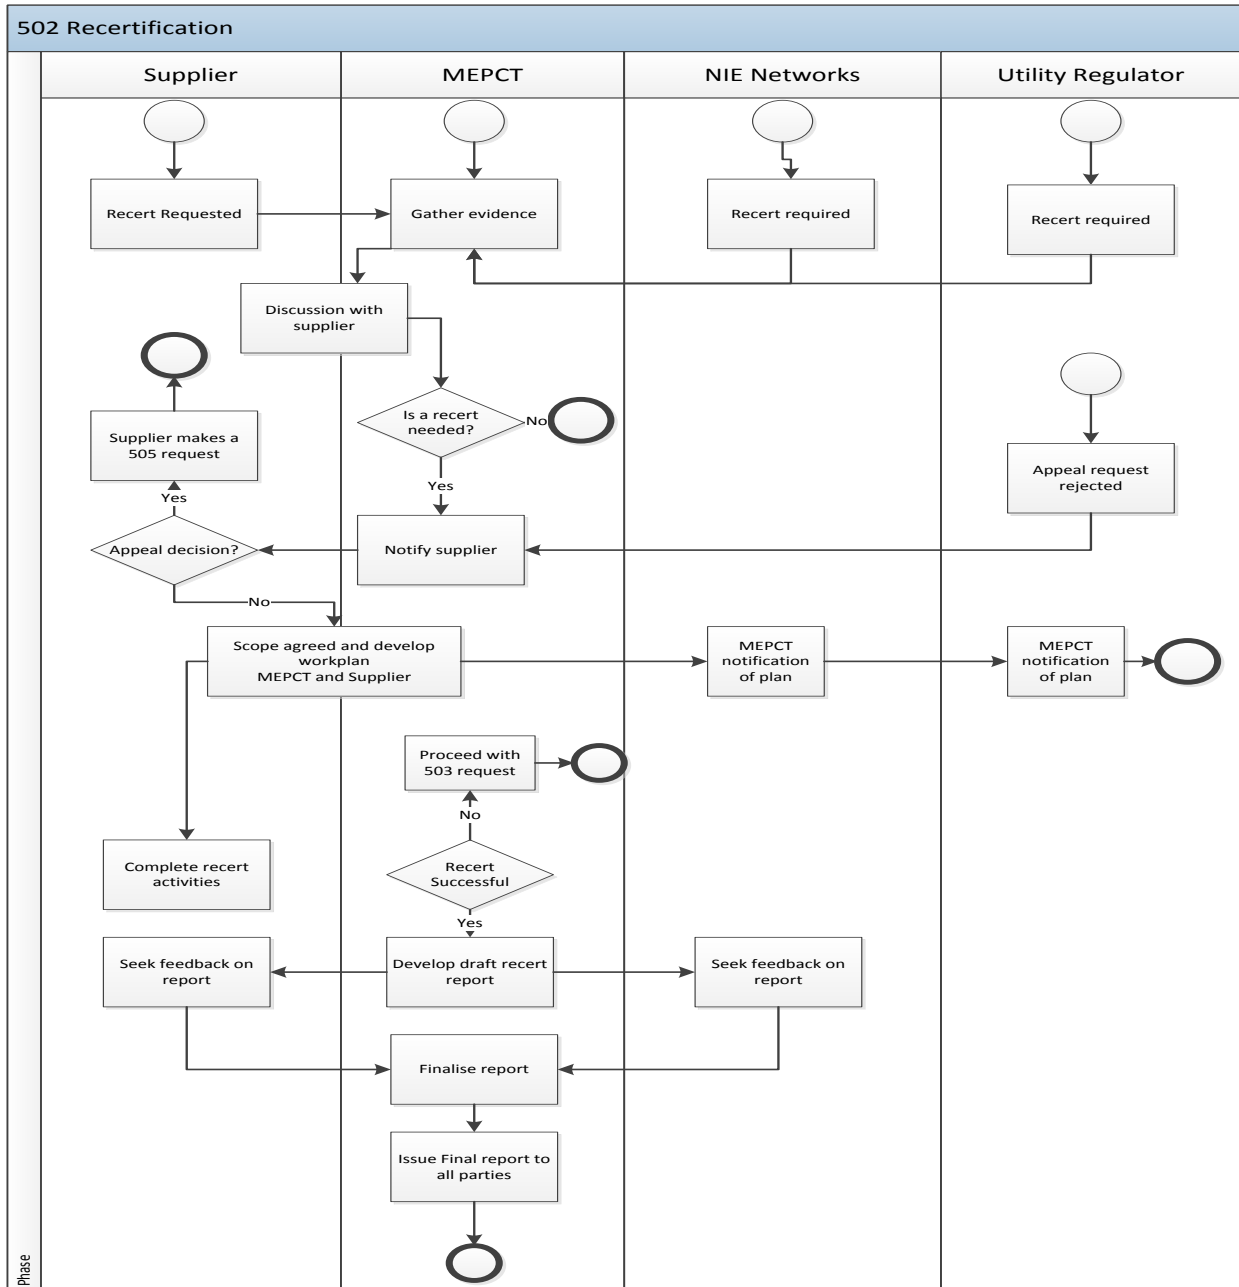 502 Recertification
Supplier
MEPCT
NIE Networks
Utility Regulator
Recert Requested
Gather evidence
Recert required
Recert required
Discussion with
supplier
Is a recert
needed?
No
Supplier makes a
505 request
Appeal request
rejected
Yes
Yes
Appeal decision?
Notify supplier
No
Scope agreed and develop
workplan
MEPCT and Supplier
MEPCT
notification
of plan
MEPCT
notification
of plan
Proceed with
503 request
No
Complete recert
activities
Recert
Successful
Yes
Seek feedback on
report
Develop draft recert
report
Seek feedback on
report
Finalise report
Issue Final report to
all parties
Phase